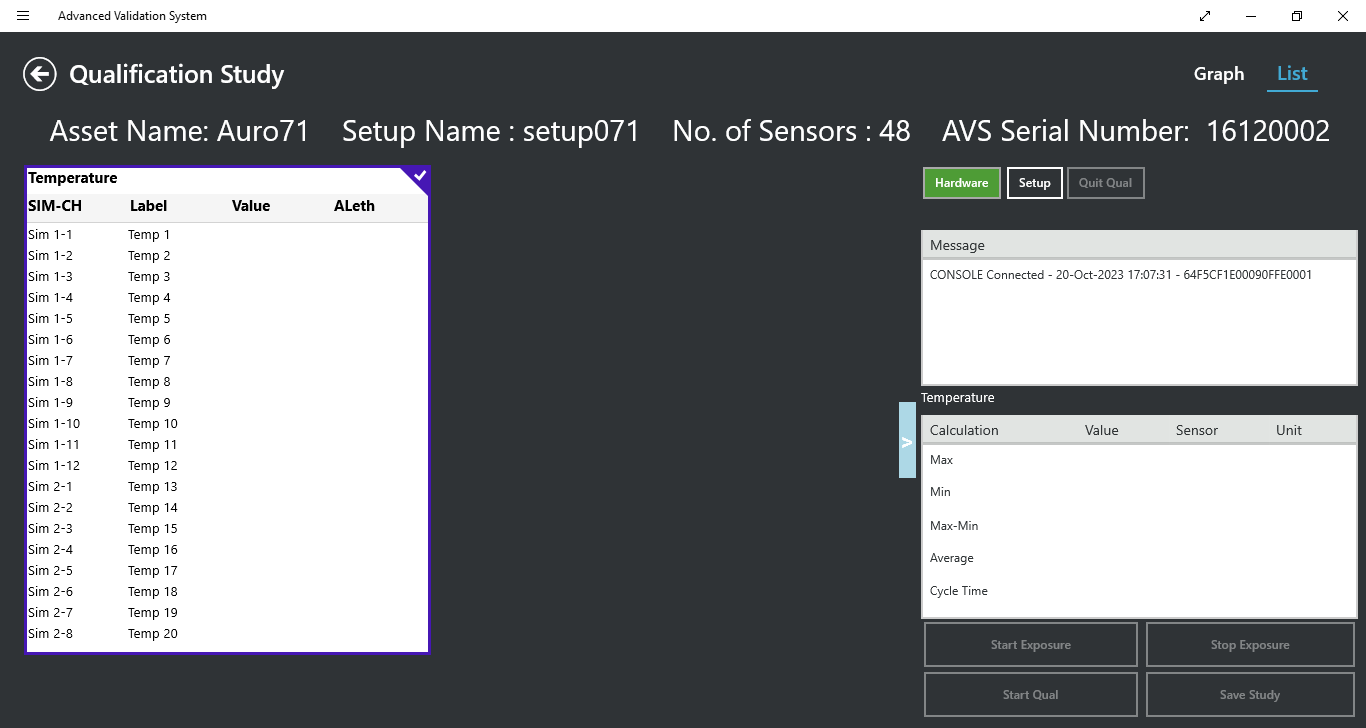 Advanced Validation System
Qualification Study
Graph List
Asset Name: Auro71 Setup Name : setup071 No. of Sensors : 48 AVS Serial Number: 16120002
Temperature
SIM-CH Label Value ALeth
Sim 1-1 Temp 1
Sim 1-2 Temp 2
Sim 1-3 Temp 3
Sim 1-4 Temp 4
Sim 1-5 Temp 5
Sim 1-6 Temp 6
Sim 1-7 Temp 7
Sim 1-8 Temp 8
Sim 1-9 Temp 9
Sim 1-10 Temp 10
Sim 1-11 Temp 11
Sim 1-12 Temp 12
Sim 2-1 Temp 13
Sim 2-2 Temp 14
Sim 2-3 Temp 15
Sim 2-4 Temp 16
Sim 2-5 Temp 17
Sim 2-6 Temp 18
Sim 2-7 Temp 19
Sim 2-8 Temp 20
Hardware Setup Quit Qual
Message
CONSOLE Connected - 20-Oct-2023 17:07:31 - 64F5CF1E00090FFE0001
>
Temperature
Calculation Value Sensor Unit
Max
Min
Max-Min
Average
Cycle Time
Start Exposure Stop Exposure
Start Qual Save Study